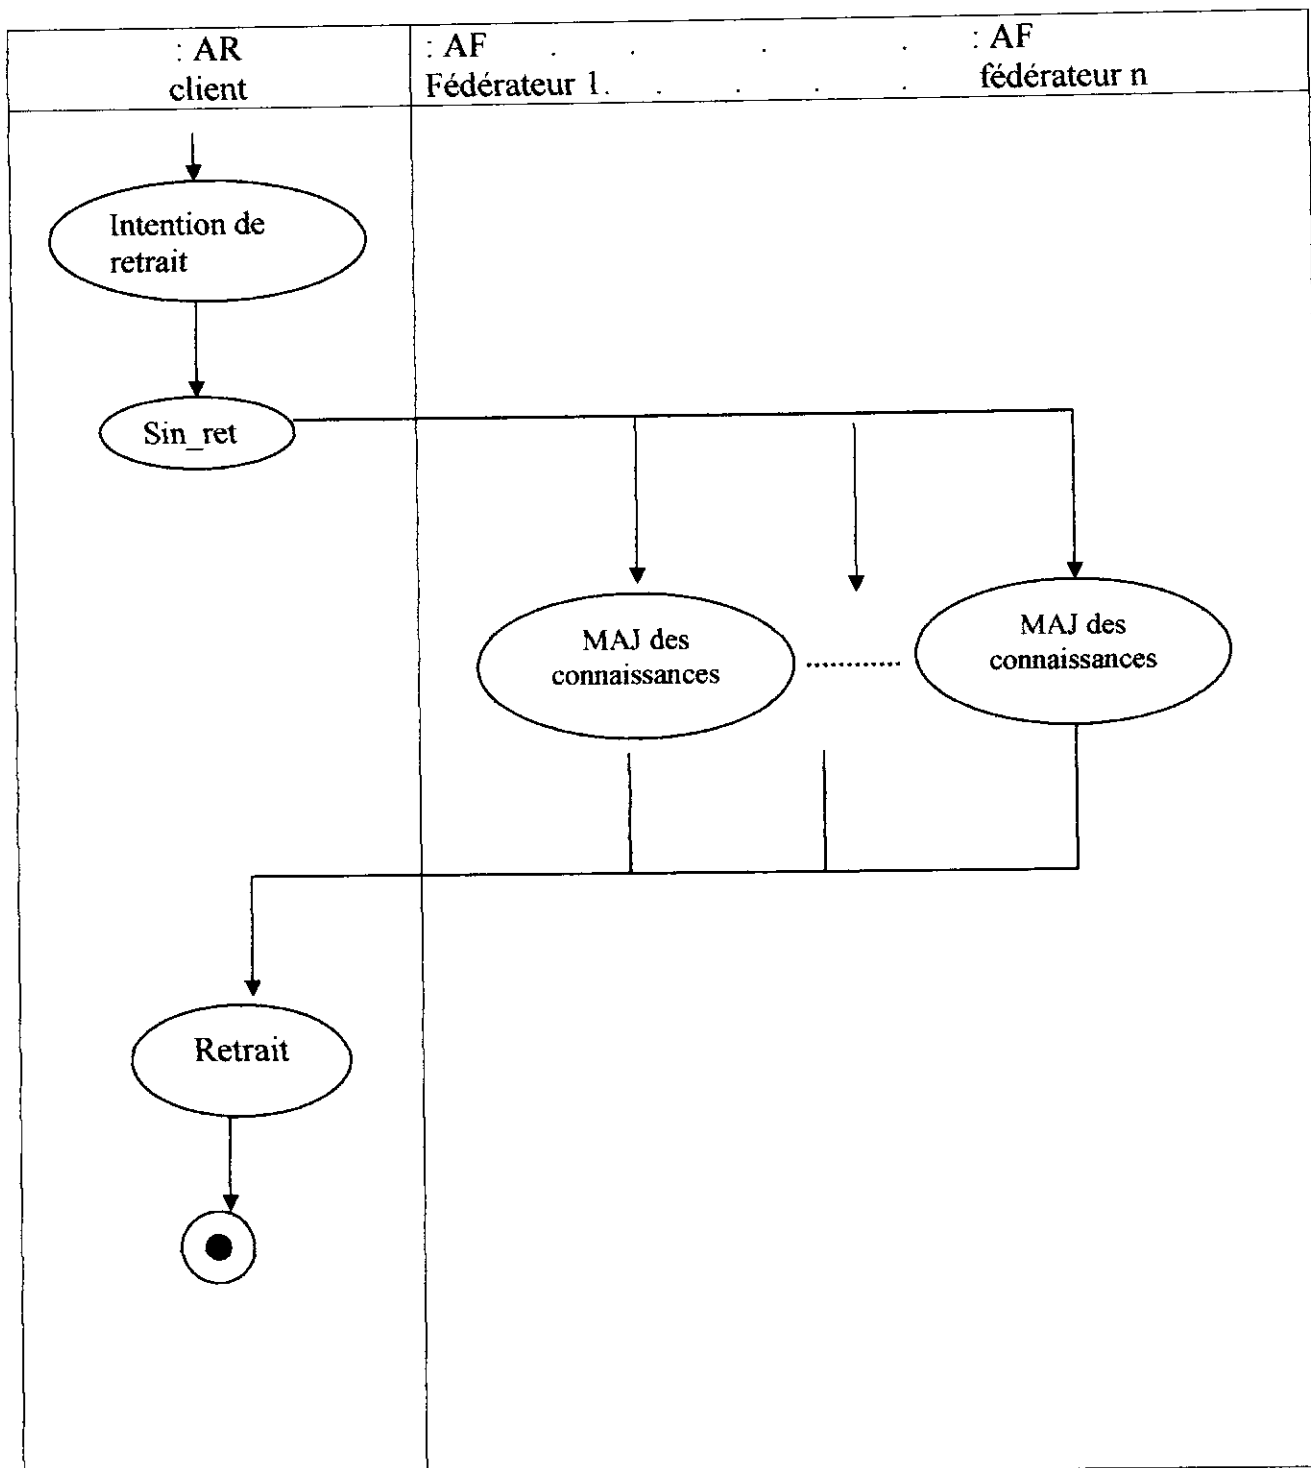 : AR
client
: AF . . . . : AF
Fédérateur 1. . . . . fédérateur n
Intention de
retrait
Sin_ret
MAJ des
connaissances
MAJ des
connaissances
Retrait